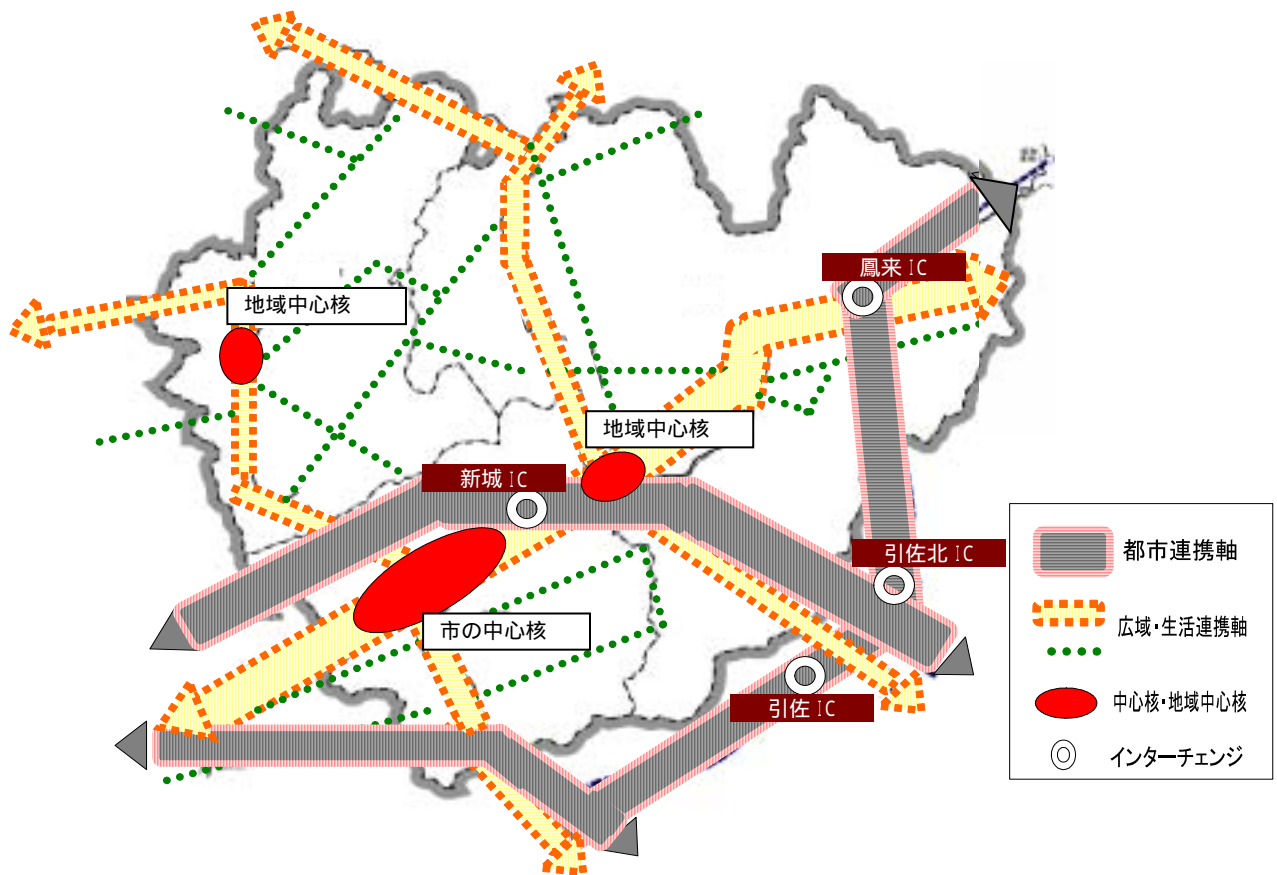 鳳来 IC
地域中心核
地域中心核
新城 IC
引佐北 IC
市の中心核
引佐 IC
都市連携軸
広域・生活連携軸
中心核・地域中心核
インターチェンジ